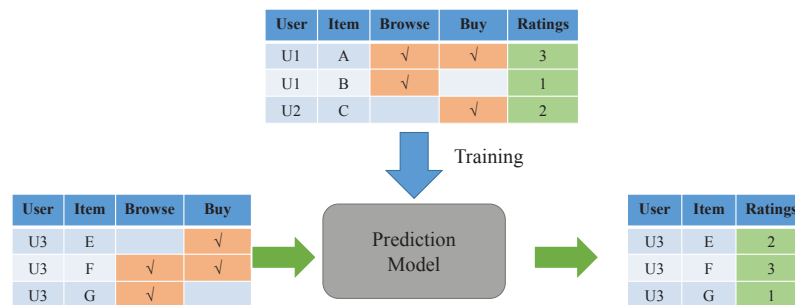 User Item Browse Buy Ratings
U1 A √ √ 3
U1 B √ 1
U2 C √ 2
Training
User Item Browse Buy
U3 E √
U3 F √ √
U3 G √
Prediction
Model
User Item Ratings
U3 E 2
U3 F 3
U3 G 1